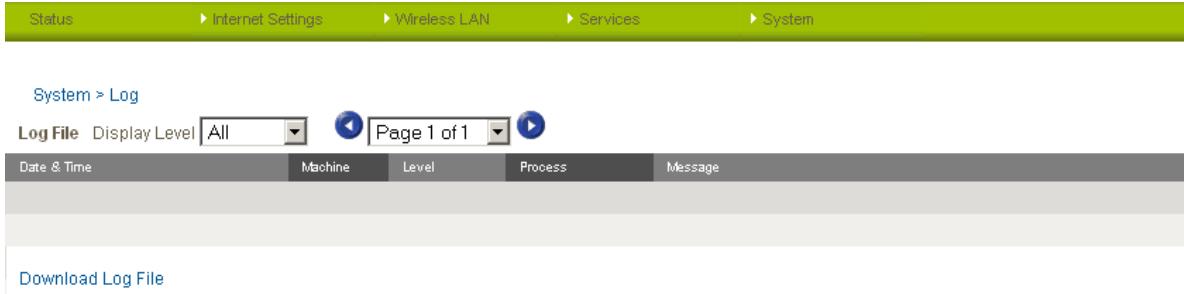 Status Internet Settings Wireless LAN Services System
System > Log
Log File Display Level All Page 1 of 1
Date & Time Machine Level Process Message
Download Log File